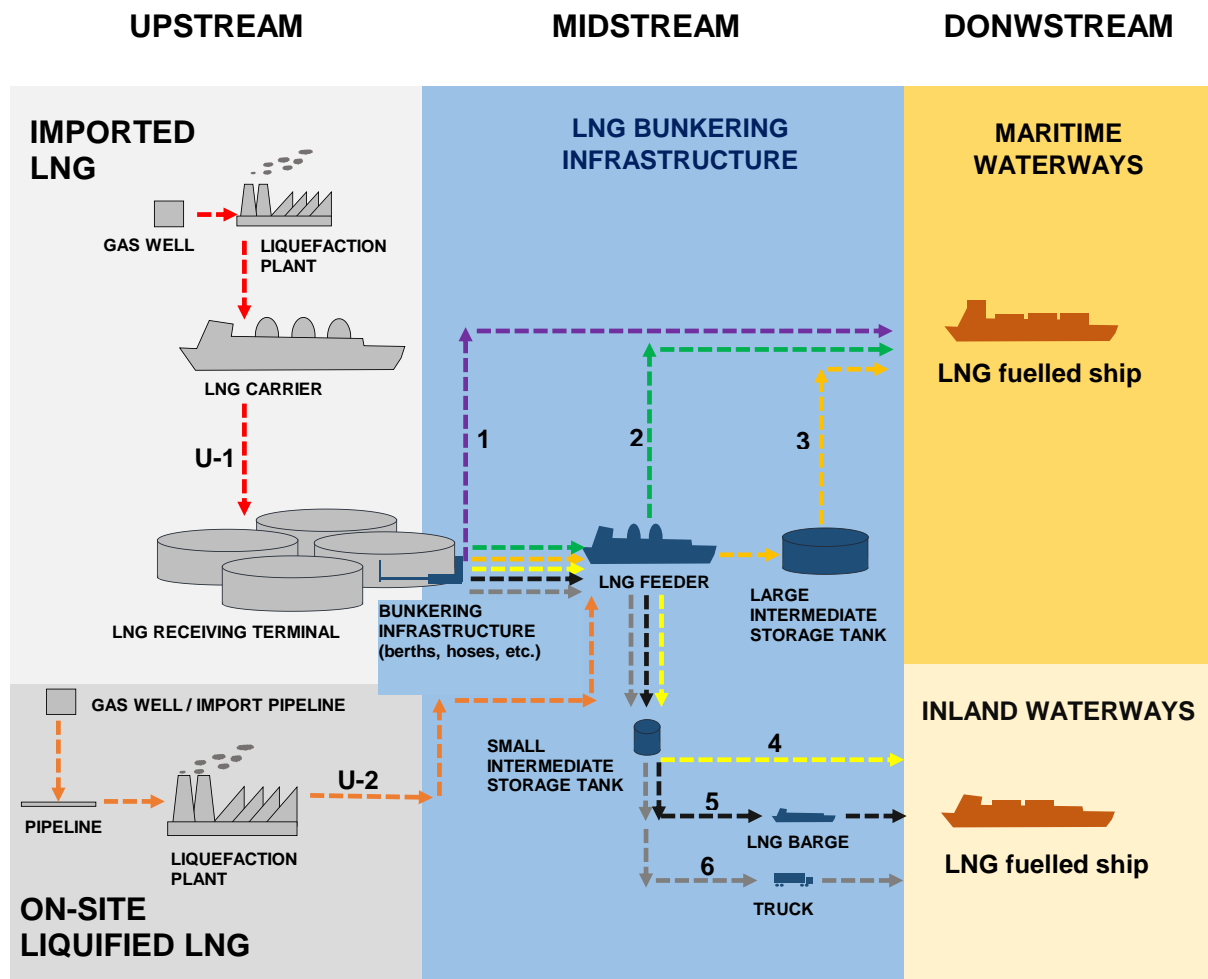 UPSTREAM
MIDSTREAM
DONWSTREAM
IMPORTED
LNG
LNG BUNKERING
INFRASTRUCTURE
MARITIME
WATERWAYS
GAS WELL
LIQUEFACTION
PLANT
LNG CARRIER
LNG fuelled ship
U-1
1
2
3
LNG FEEDER
LARGE
INTERMEDIATE
STORAGE TANK
LNG RECEIVING TERMINAL
BUNKERING
INFRASTRUCTURE
(berths, hoses, etc.)
GAS WELL / IMPORT PIPELINE
INLAND WATERWAYS
SMALL
INTERMEDIATE
STORAGE TANK
4
U-2
5
PIPELINE
LNG BARGE
LIQUEFACTION
PLANT
6
LNG fuelled ship
TRUCK
ON-SITE
LIQUIFIED LNG